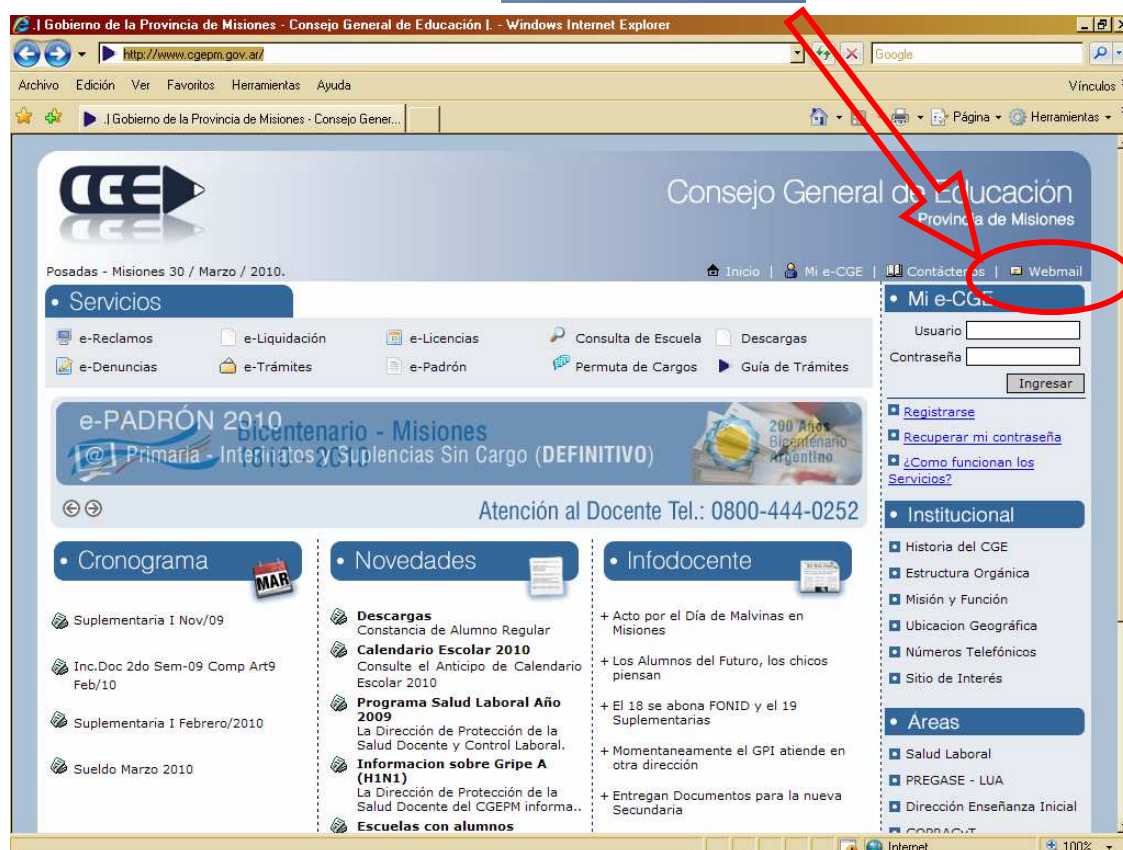 .| Gobierno de la Provincia de Misiones - Consejo General de Educación |. - Windows Internet Explorer
http://www.cgepm.gov.ar/
Google
Archivo Edición Ver Favoritos Herramientas Ayuda
Vínculos
.| Gobierno de la Provincia de Misiones - Consejo Gener...
Página Herramientas
CGE
Consejo General de Educación
Provincia de Misiones
Posadas - Misiones 30 / Marzo / 2010.
Inicio | Mi e-CGE | Contáctenos | Webmail
• Servicios
e-Reclamos e-Liquidación e-Licencias Consulta de Escuela Descargas
e-Denuncias e-Trámites e-Padrón Permuta de Cargos Guía de Trámites
• Mi e-CGE
Usuario
Contraseña
Ingresar
Registrarse
Recuperar mi contraseña
¿Como funcionan los
Servicios?
e-PADRÓN 2010
Bicentenario - Misiones
@ Primaria - Interinatos y Suplencias Sin Cargo (DEFINITIVO)
200 Años
Bicentenario
Argentino
Atención al Docente Tel.: 0800-444-0252
• Cronograma
MAR
Suplementaria I Nov/09
Inc.Doc 2do Sem-09 Comp Art9
Feb/10
Suplementaria I Febrero/2010
Sueldo Marzo 2010
• Novedades
Descargas
Constancia de Alumno Regular
Calendario Escolar 2010
Consulte el Anticipo de Calendario
Escolar 2010
Programa Salud Laboral Año
2009
La Dirección de Protección de la
Salud Docente y Control Laboral.
Informacion sobre Gripe A
(H1N1)
La Dirección de Protección de la
Salud Docente del CGEPM informa..
Escuelas con alumnos
• Infodocente
+ Acto por el Día de Malvinas en
Misiones
+ Los Alumnos del Futuro, los chicos
piensan
+ El 18 se abona FONID y el 19
Suplementarias
+ Momentaneamente el GPI atiende en
otra dirección
+ Entregan Documentos para la nueva
Secundaria
• Institucional
Historia del CGE
Estructura Orgánica
Misión y Función
Ubicacion Geográfica
Números Telefónicos
Sitio de Interés
• Áreas
Salud Laboral
PREGASE - LUA
Dirección Enseñanza Inicial
Internet 100%